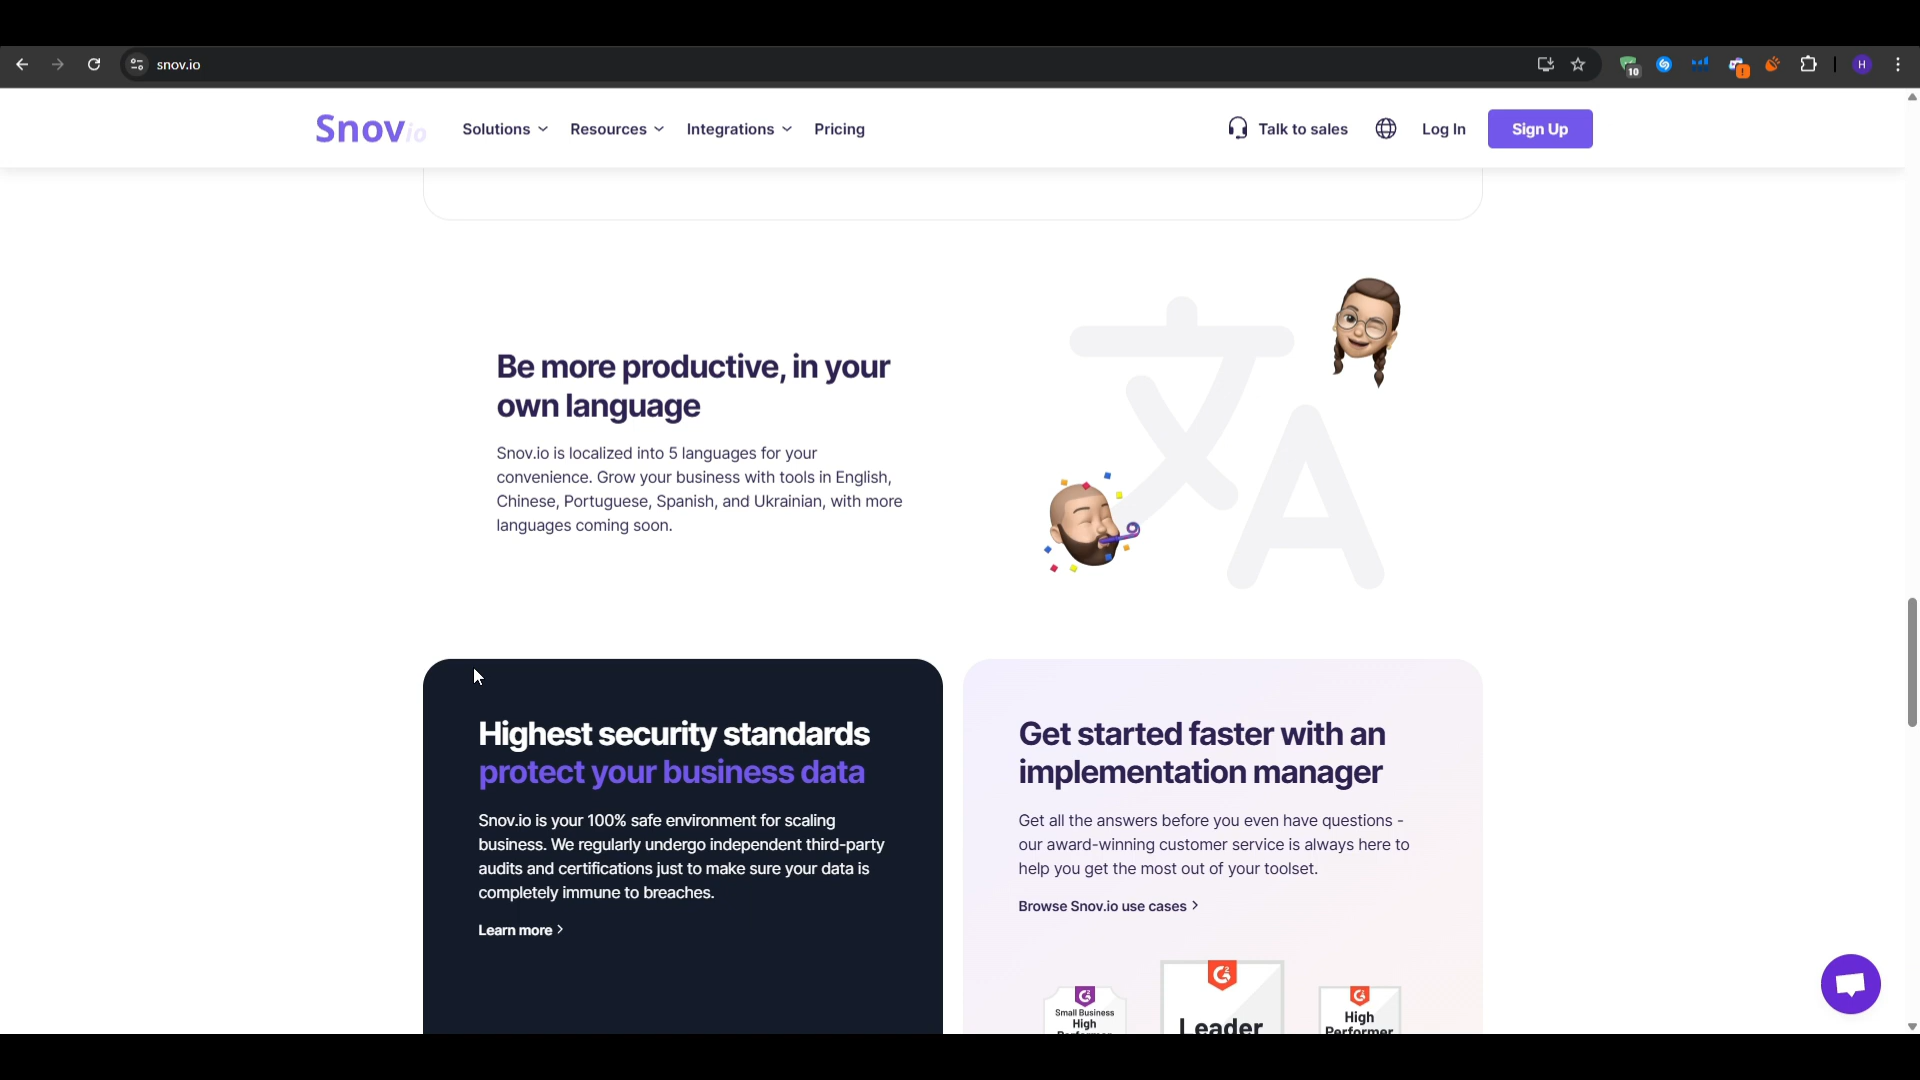 snov.io
10
H
Snovio
Solutions
Resources
Integrations
Pricing
Talk to sales
Log In
Sign Up
Be more productive, in your
own language
Snov.io is localized into 5 languages for your
convenience. Grow your business with tools in English,
Chinese, Portuguese, Spanish, and Ukrainian, with more
languages coming soon.
文A
Highest security standards
protect your business data
Snov.io is your 100% safe environment for scaling
business. We regularly undergo independent third-party
audits and certifications just to make sure your data is
completely immune to breaches.
Learn more >
Get started faster with an
implementation manager
Get all the answers before you even have questions -
our award-winning customer service is always here to
help you get the most out of your toolset.
Browse Snov.io use cases >
Small Business
High
Performer
Leader
High
Performer